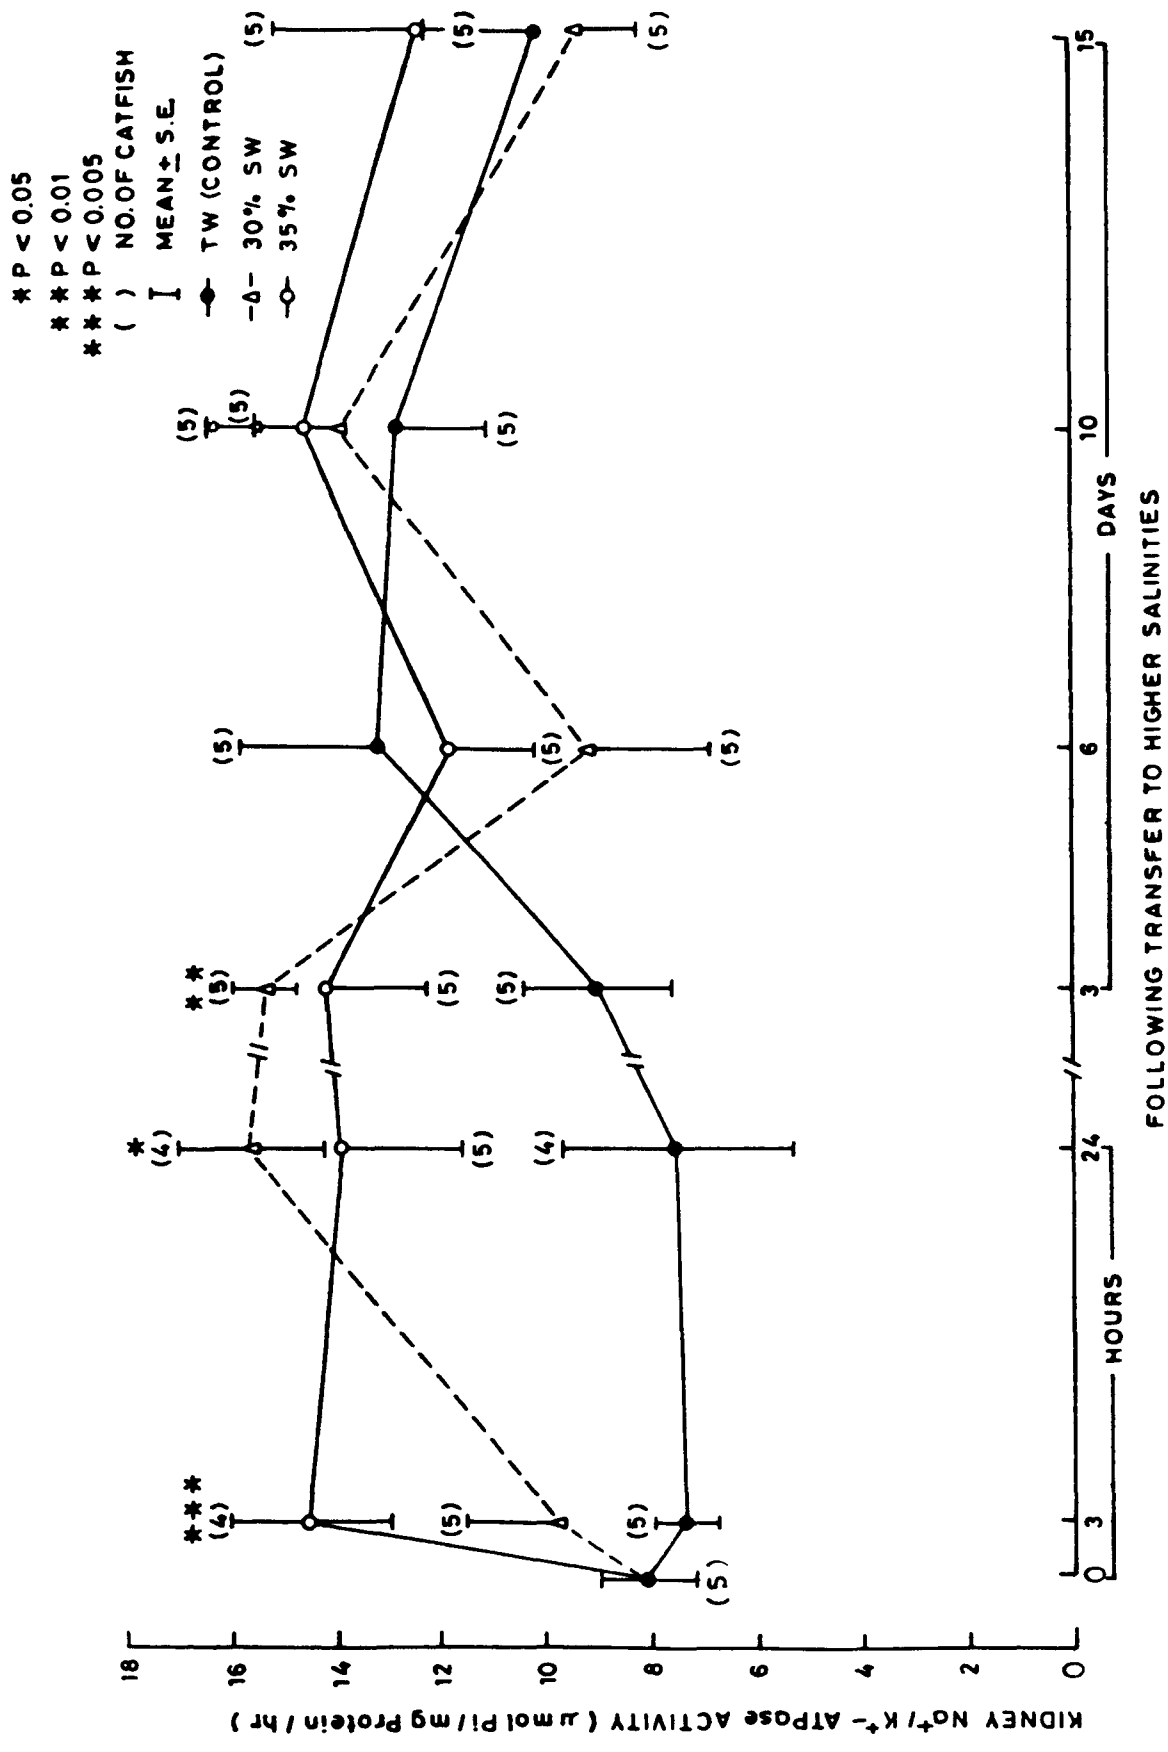 * P < 0.05
* * P < 0.01
* * * P < 0.005
( ) NO. OF CATFISH
I MEAN ± S.E.
TW (CONTROL)
30% SW
35% SW
KIDNEY Na+/K+- ATPase ACTIVITY ( μmol Pi/mg Protein / hr )
18
16
14
12
10
8
6
4
2
0
(5)
* * *
(4)
(5)
(5)
*
(4)
(5)
(4)
* *
(5)
(5)
(5)
(5)
(5)
(5)
(5)
(5)
(5)
(5)
(5)
(5)
0 3 24 3 6 10 15
HOURS DAYS
FOLLOWING TRANSFER TO HIGHER SALINITIES